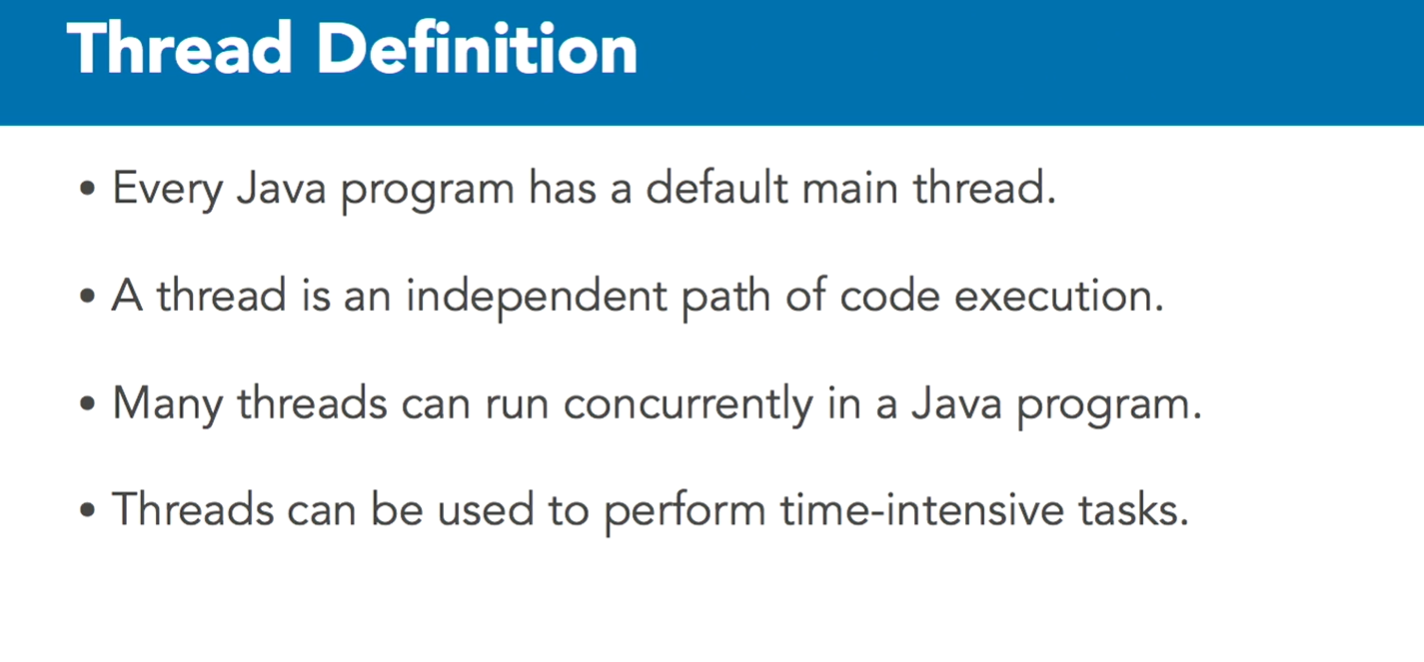 Thread Definition
• Every Java program has a default main thread.
• A thread is an independent path of code execution.
• Many threads can run concurrently in a Java program.
• Threads can be used to perform time-intensive tasks.